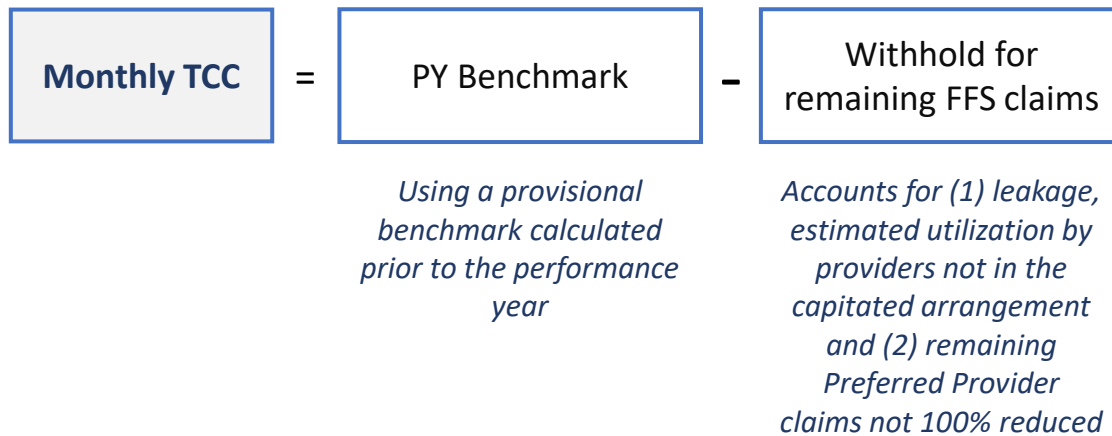 Monthly TCC
=
PY Benchmark
-
Withhold for
remaining FFS claims
Using a provisional
benchmark calculated
prior to the performance
year
Accounts for (1) leakage,
estimated utilization by
providers not in the
capitated arrangement
and (2) remaining
Preferred Provider
claims not 100% reduced